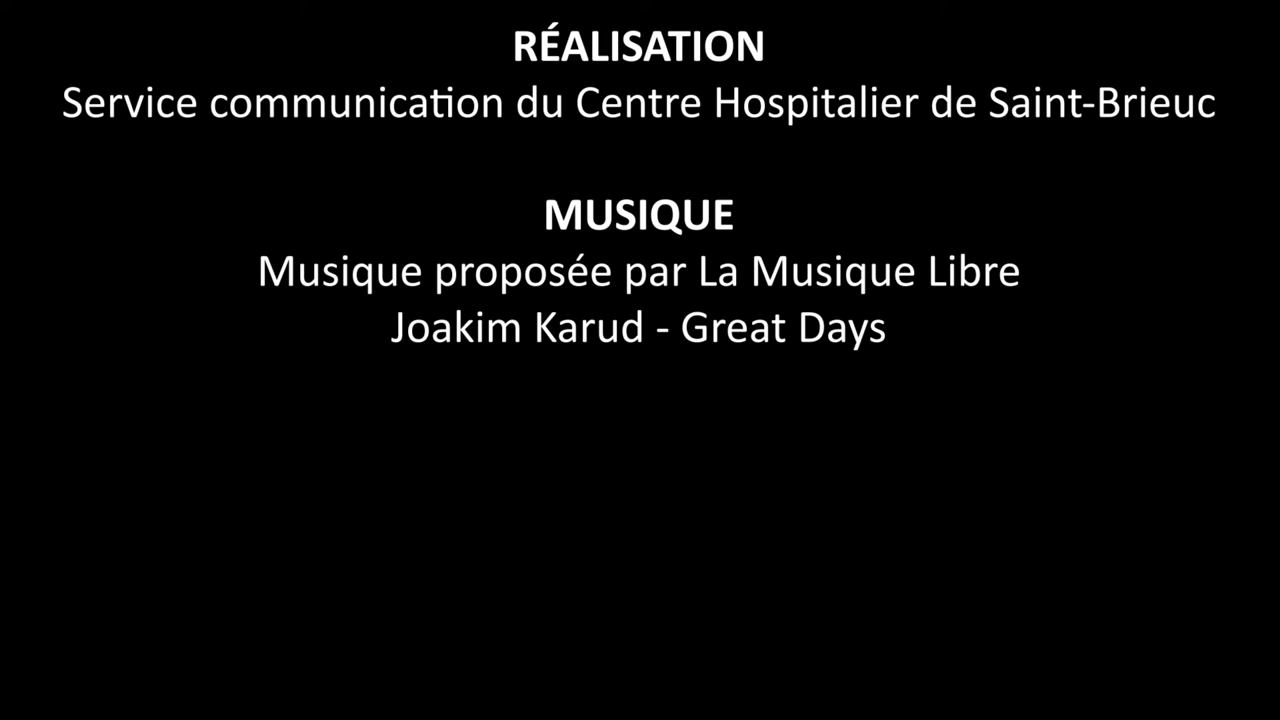 RÉALISATION
Service communication du Centre Hospitalier de Saint-Brieuc
MUSIQUE
Musique proposée par La Musique Libre
Joakim Karud - Great Days